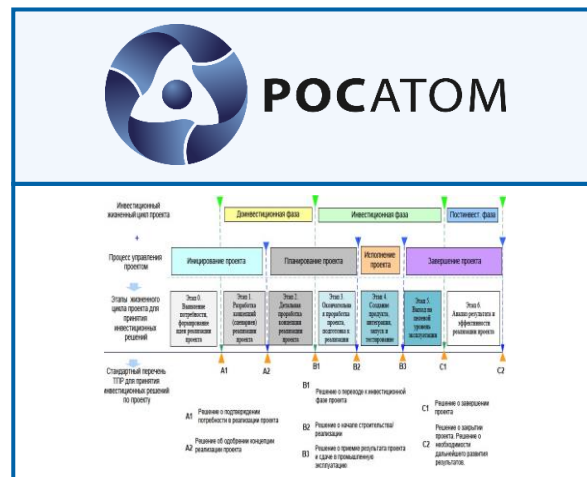 РОСАТОМ
Инвестиционный
жизненный цикл проекта
Доинвестиционная фаза
Инвестиционная фаза
Постинвест. фаза
+
Процесс управления
проектом
Инициирование проекта
Планирование проекта
Исполнение
проекта
Завершение проекта
Этапы жизненного
цикла проекта для
принятия
инвестиционных
решений
Этап 0.
Выявление
потребности,
формирование
идеи реализации
проекта
Этап 1.
Разработка
концепций
(сценариев)
реализации
проекта
Этап 2.
Детальная
проработка
концепции
реализации
проекта
Этап 3.
Окончательна
я проработка
проекта,
подготовка к
реализации
Этап 4.
Создание
продукта,
интеграция,
запуск и
тестирование
Этап 5.
Выход на
целевой
уровень
эксплуатации
Этап 6.
Анализ результата и
эффективности
реализации проекта
Стандартный перечень
ТПР для принятия
инвестиционных решений
по проекту
A1
A2
B1
B2
B3
C1
C2
A1 Решение о подтверждении
потребности в реализации проекта
A2 Решение об одобрении концепции
реализации проекта
B1 Решение о переходе к инвестиционной
фазе проекта
B2 Решение о начале строительства/
реализации
B3 Решение о приемке результата проекта
и сдаче в промышленную
эксплуатацию.
C1 Решение о завершении
проекта
C2 Решение о закрытии
проекта. Решение о
необходимости
дальнейшего развития
результатов.